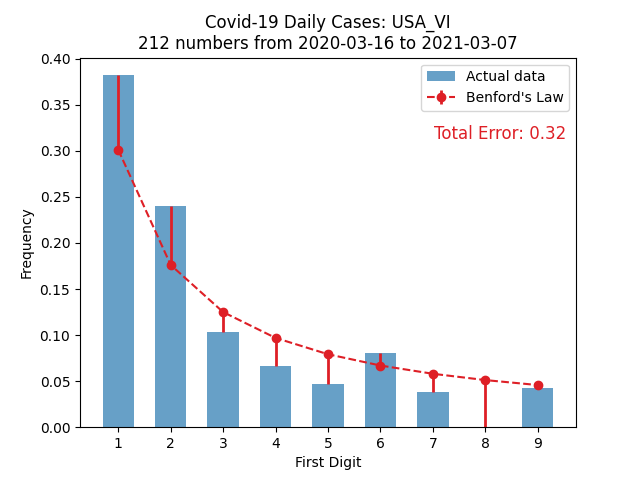 Covid-19 Daily Cases: USA_VI
212 numbers from 2020-03-16 to 2021-03-07
Actual data
Benford's Law
Total Error: 0.32
Frequency
0.40
0.35
0.30
0.25
0.20
0.15
0.10
0.05
0.00
1 2 3 4 5 6 7 8 9
First Digit